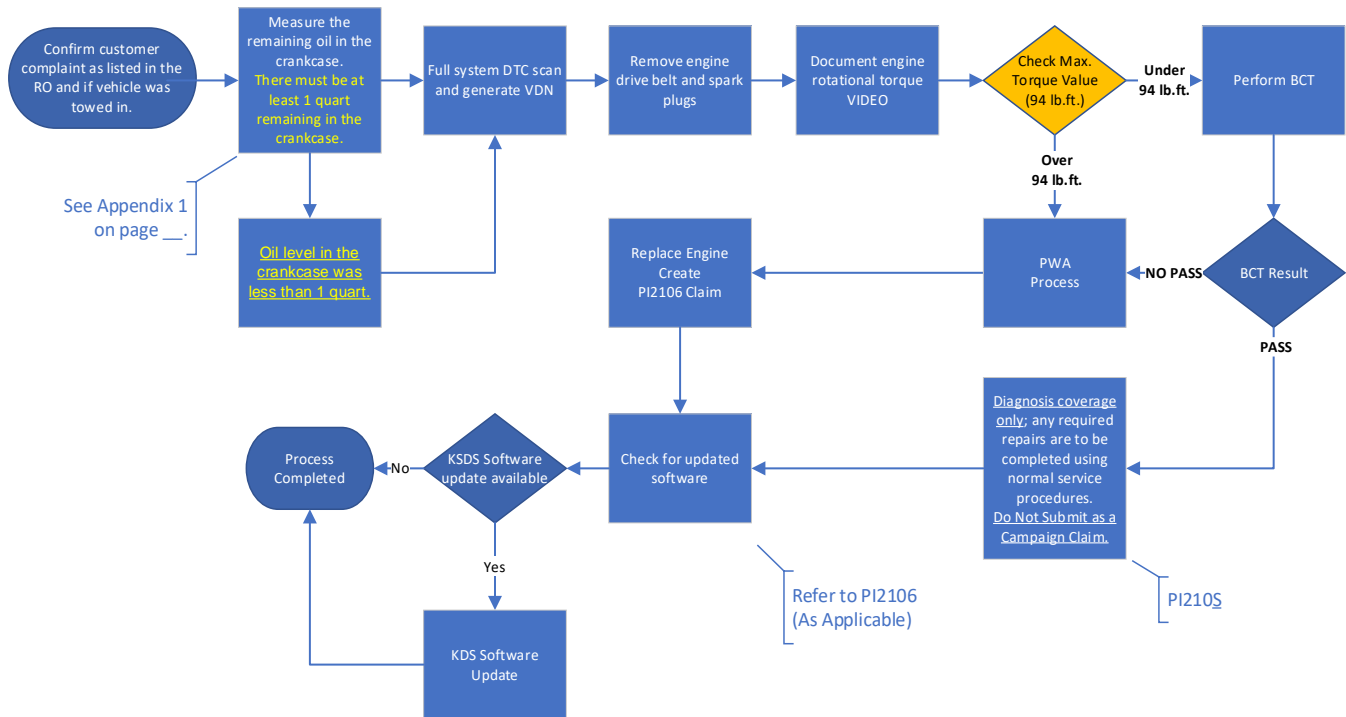 Confirm customer
complaint as listed in the
RO and if vehicle was
towed in.
Measure the
remaining oil in the
crankcase.
There must be at
least 1 quart
remaining in the
crankcase.
See Appendix 1
on page __.
Oil level in the
crankcase was
less than 1 quart.
Full system DTC scan
and generate VDN
Remove engine
drive belt and spark
plugs
Document engine
rotational torque
VIDEO
Check Max.
Torque Value
(94 lb.ft.)
Under
94 lb.ft.
Perform BCT
Over
94 lb.ft.
BCT Result
NO PASS
PWA
Process
Replace Engine
Create
PI2106 Claim
PASS
Diagnosis coverage
only; any required
repairs are to be
completed using
normal service
procedures.
Do Not Submit as a
Campaign Claim.
PI210S
Check for updated
software
Refer to PI2106
(As Applicable)
KSDS Software
update available
No
Process
Completed
Yes
KDS Software
Update